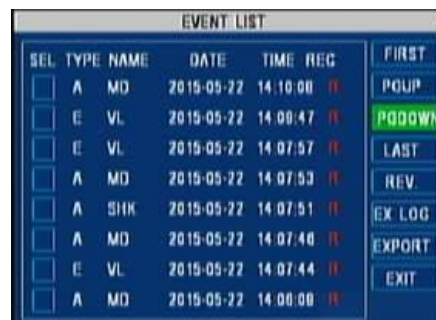 EVENT LIST
SEL TYPE NAME DATE TIME REC
A MD 2015-05-22 14:10:08 R
E VL 2015-05-22 14:09:47 R
E VL 2015-05-22 14:07:57 R
A MD 2015-05-22 14:07:53 R
A SHK 2015-05-22 14:07:51 R
A MD 2015-05-22 14:07:46 R
E VL 2015-05-22 14:07:44 R
A MD 2015-05-22 14:06:09 R
FIRST
PGUP
PGDOWN
LAST
REV.
EX LOG
EXPORT
EXIT